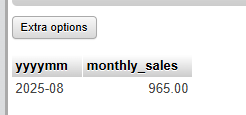 Extra options
yyyymm monthly_sales
2025-08 965.00